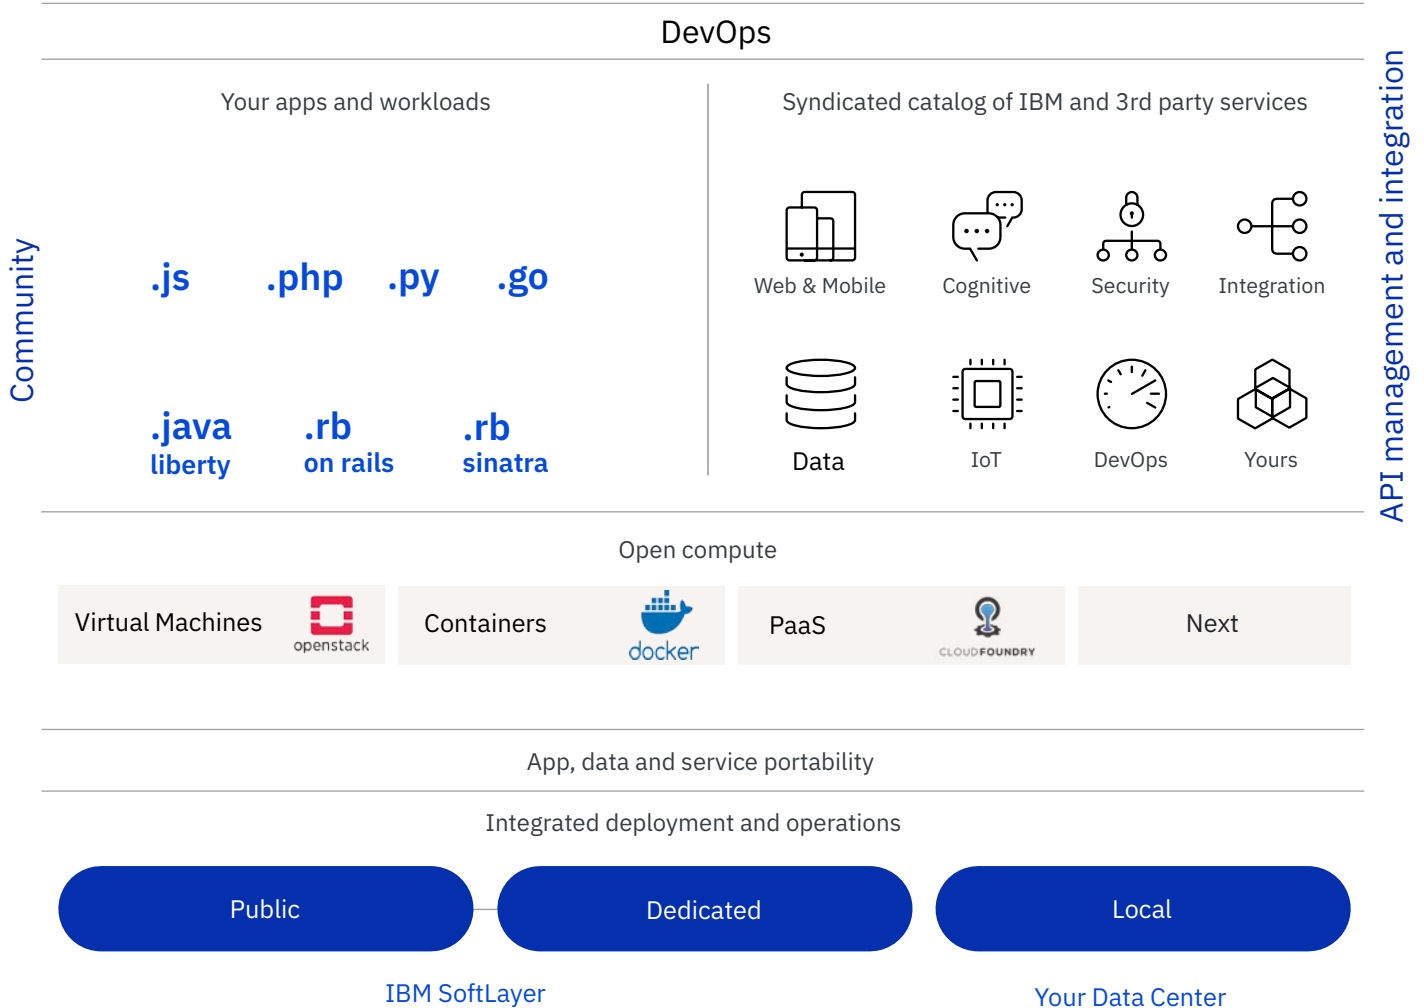 DevOps
Your apps and workloads
Syndicated catalog of IBM and 3rd party services
Community
API management and integration
.js
.php
.py
.go
.java
liberty
.rb
on rails
.rb
sinatra
Web & Mobile
Cognitive
Security
Integration
Data
IoT
DevOps
Yours
Open compute
Virtual Machines
openstack
Containers
docker
PaaS
CLOUDFOUNDRY
Next
App, data and service portability
Integrated deployment and operations
Public
Dedicated
Local
IBM SoftLayer
Your Data Center